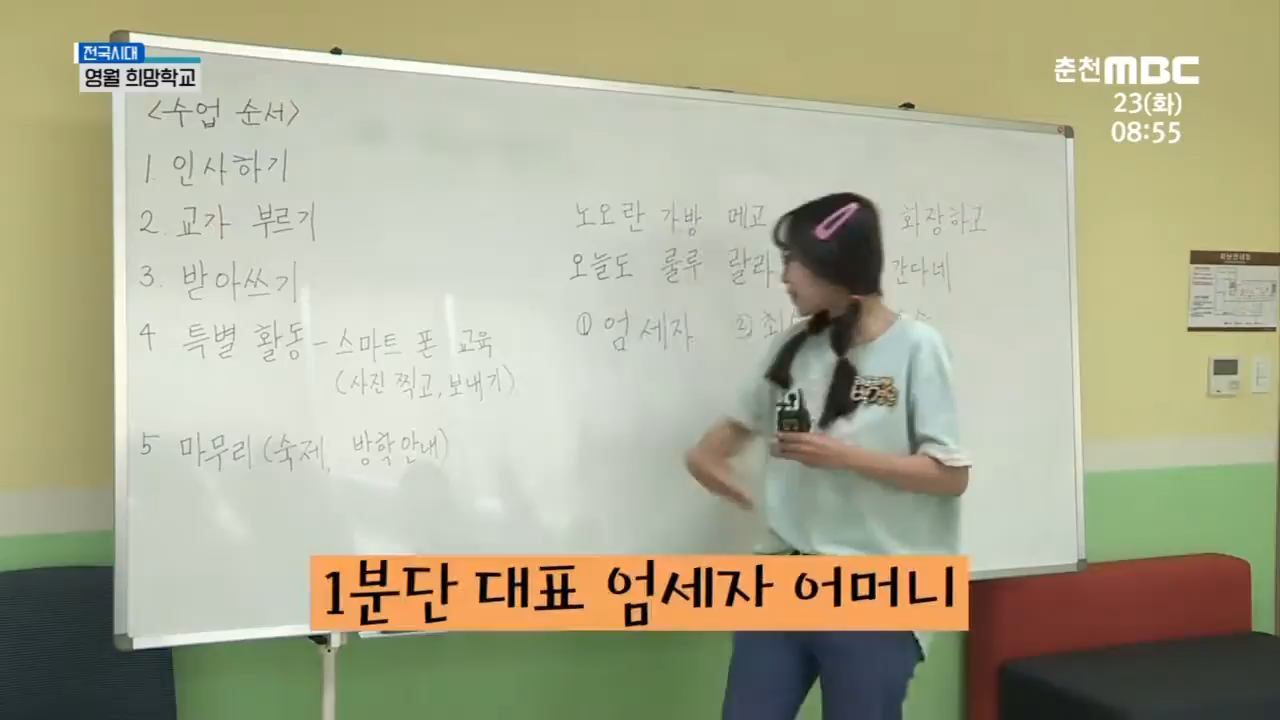 전국시대
영월 희망학교
춘천MBC
23(화)
08:55
<수업 순서>
1. 인사하기
2. 교가 부르기
3. 받아쓰기
4 특별 활동 - 스마트 폰 교육
(사진 찍고, 보내기)
5 마무리 (숙제, 방학안내)
노오란 가방 메고 화장하고
오늘도 룰루 랄라 간다네
① 엄세자 ② 최
1분단 대표 엄세자 어머니